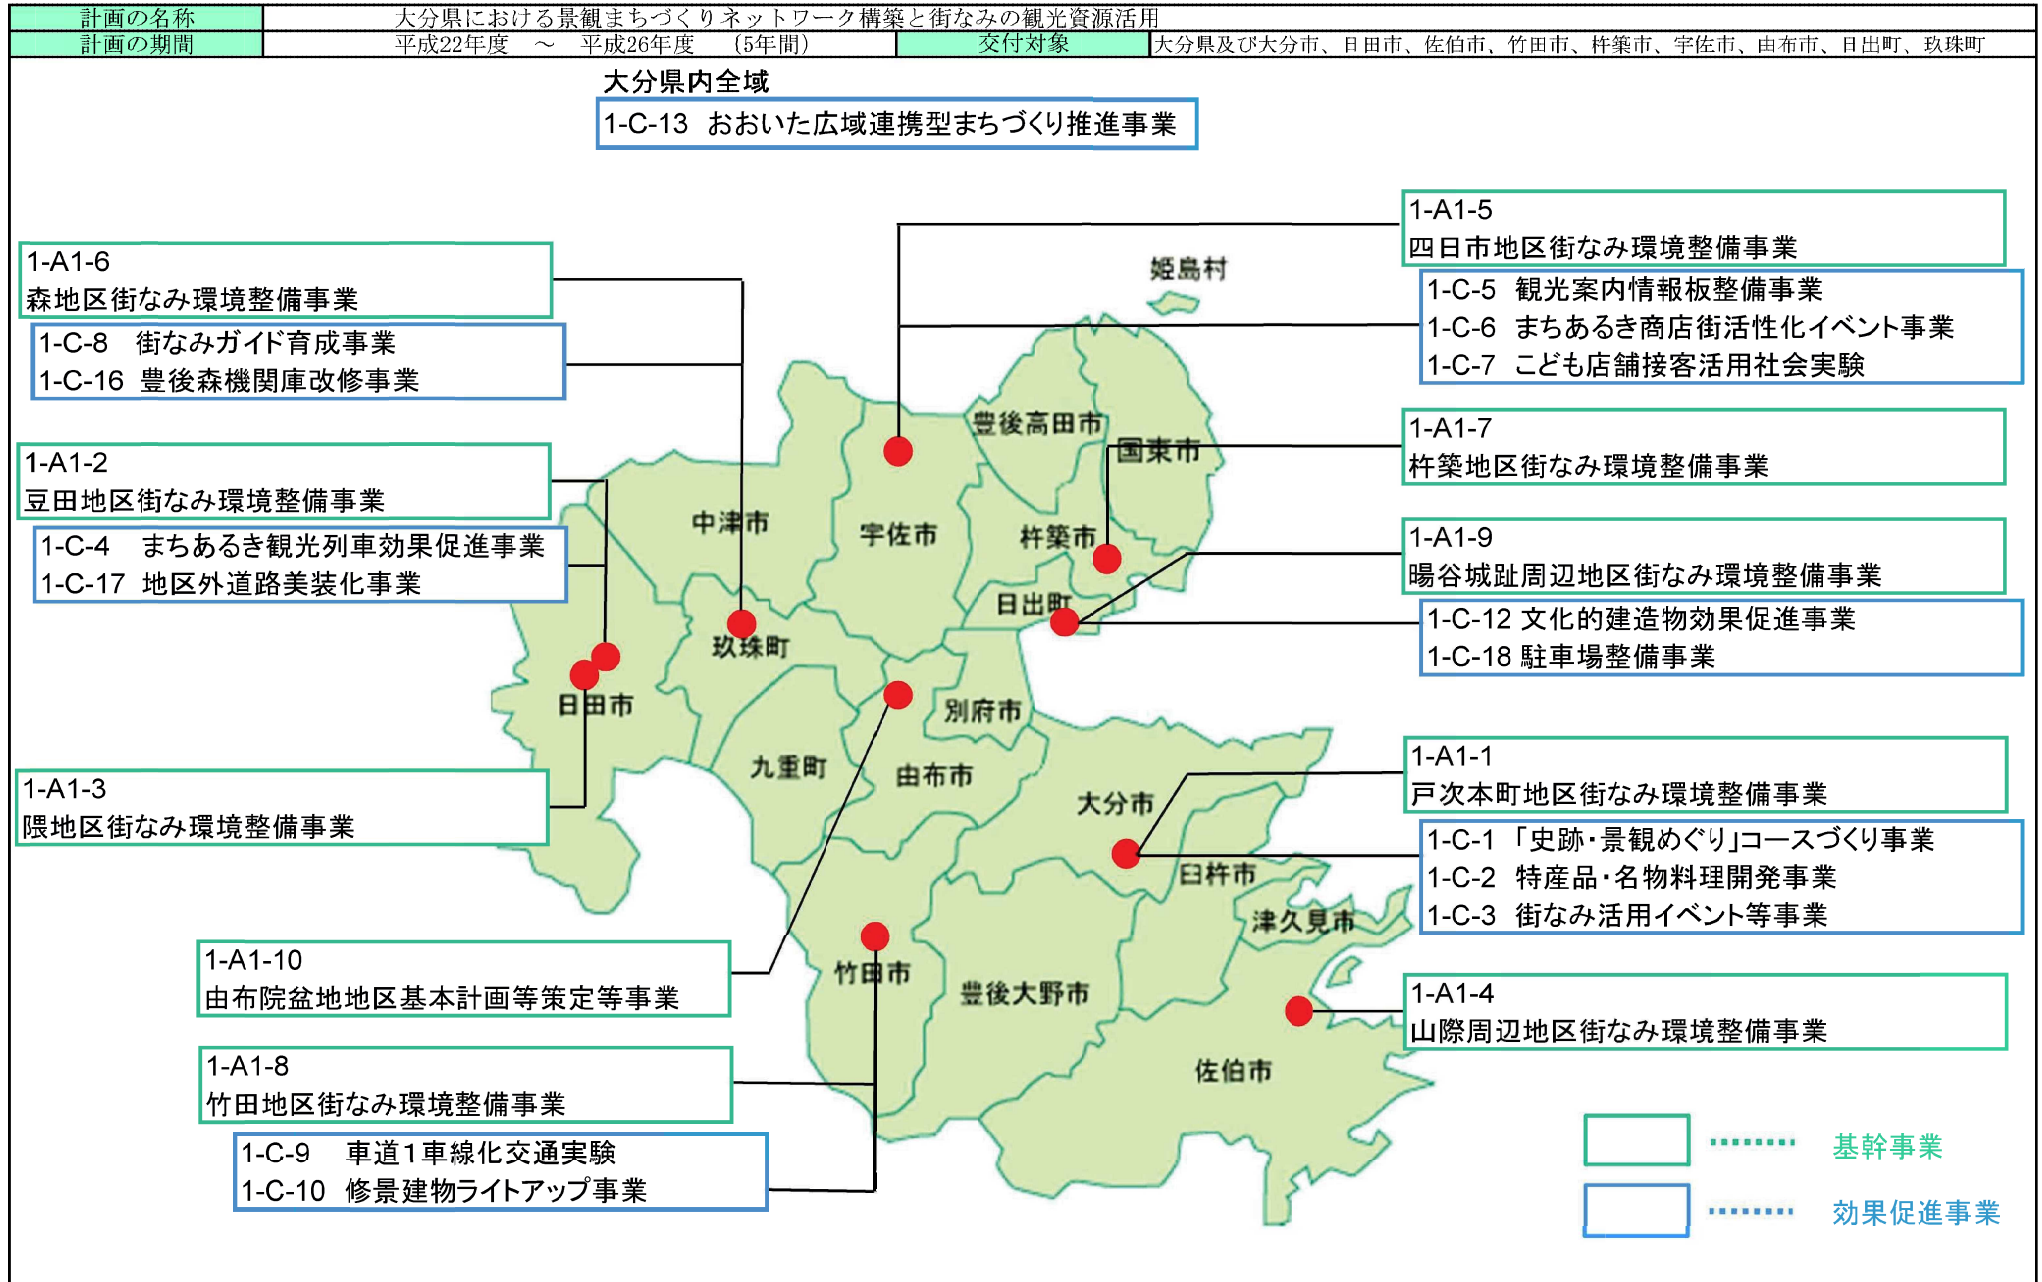 計画の名称 大分県における景観まちづくりネットワーク構築と街なみの観光資源活用
計画の期間 平成22年度 ～ 平成26年度 （5年間） 交付対象 大分県及び大分市、日田市、佐伯市、竹田市、杵築市、宇佐市、由布市、日出町、玖珠町
大分県内全域
1-C-13 おおいた広域連携型まちづくり推進事業
1-A1-6
森地区街なみ環境整備事業
1-C-8 街なみガイド育成事業
1-C-16 豊後森機関庫改修事業
1-A1-2
豆田地区街なみ環境整備事業
1-C-4 まちあるき観光列車効果促進事業
1-C-17 地区外道路美装化事業
1-A1-3
隈地区街なみ環境整備事業
1-A1-10
由布院盆地地区基本計画等策定等事業
1-A1-8
竹田地区街なみ環境整備事業
1-C-9 車道１車線化交通実験
1-C-10 修景建物ライトアップ事業
姫島村
豊後高田市
国東市
中津市
宇佐市
杵築市
日出町
玖珠町
日田市
別府市
九重町
由布市
大分市
臼杵市
津久見市
竹田市
豊後大野市
佐伯市
1-A1-5
四日市地区街なみ環境整備事業
1-C-5 観光案内情報板整備事業
1-C-6 まちあるき商店街活性化イベント事業
1-C-7 こども店舗接客活用社会実験
1-A1-7
杵築地区街なみ環境整備事業
1-A1-9
暘谷城趾周辺地区街なみ環境整備事業
1-C-12 文化的建造物効果促進事業
1-C-18 駐車場整備事業
1-A1-1
戸次本町地区街なみ環境整備事業
1-C-1 「史跡・景観めぐり」コースづくり事業
1-C-2 特産品・名物料理開発事業
1-C-3 街なみ活用イベント等事業
1-A1-4
山際周辺地区街なみ環境整備事業
基幹事業
効果促進事業